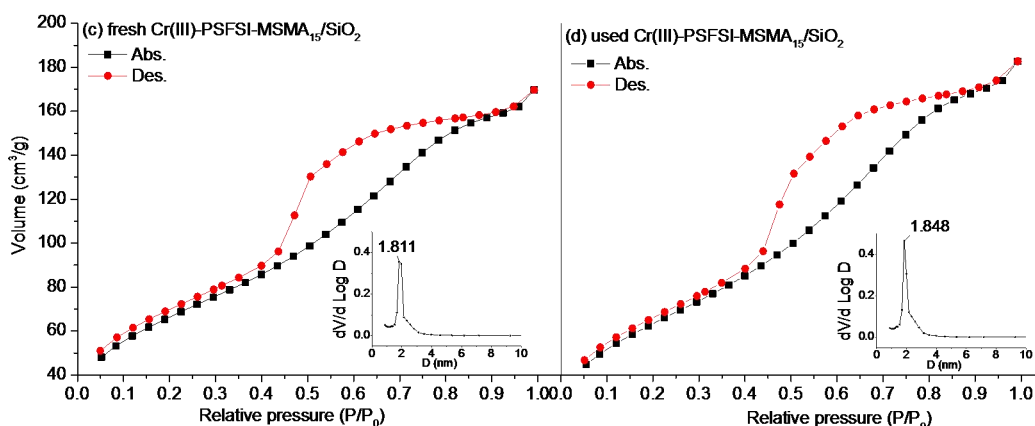 (c) fresh Cr(III)-PSFSI-MSMA₁₅/SiO₂
Abs.
Des.
Volume (cm³/g)
200
180
160
140
120
100
80
60
40
0.0 0.1 0.2 0.3 0.4 0.5 0.6 0.7 0.8 0.9 1.0
Relative pressure (P/P₀)
1.811
dV/d Log D
0.4
0.2
0.0
0 2 4 6 8 10
D (nm)
(d) used Cr(III)-PSFSI-MSMA₁₅/SiO₂
Abs.
Des.
0.0 0.1 0.2 0.3 0.4 0.5 0.6 0.7 0.8 0.9 1.0
Relative pressure (P/P₀)
1.848
dV/d Log D
0.4
0.2
0.0
0 2 4 6 8 10
D (nm)